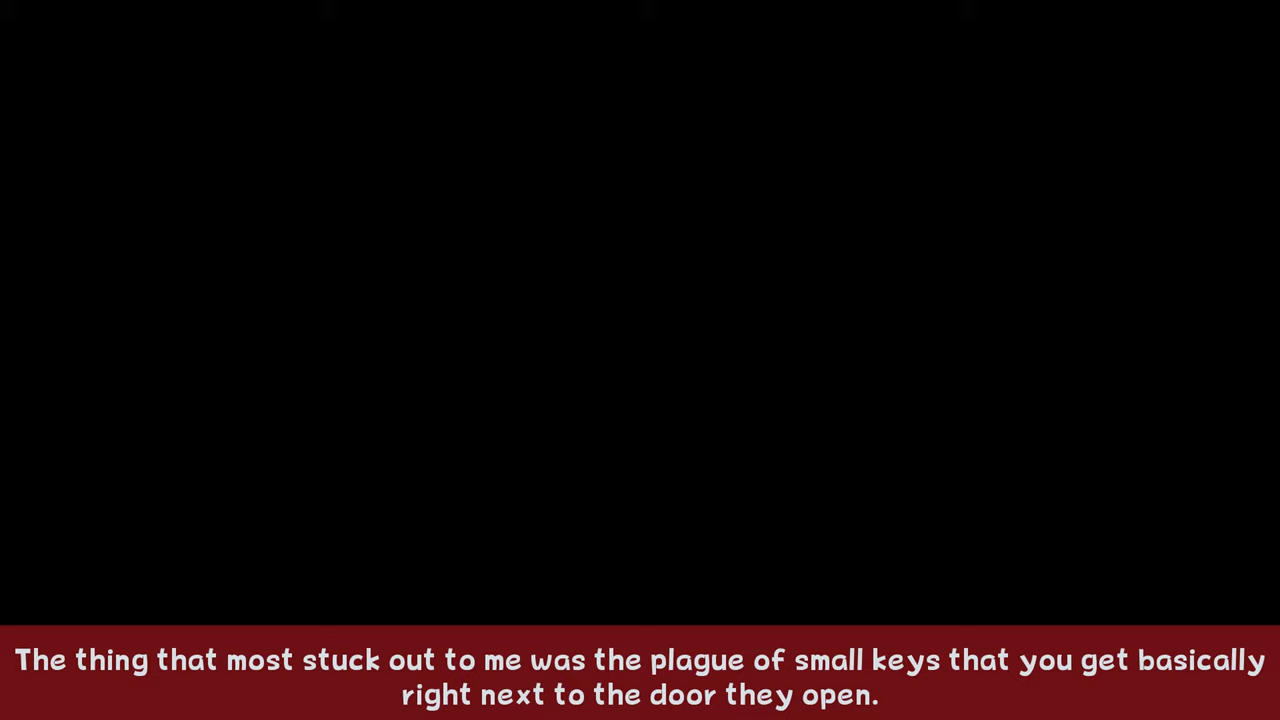 The thing that most stuck out to me was the plague of small keys that you get basically
right next to the door they open.